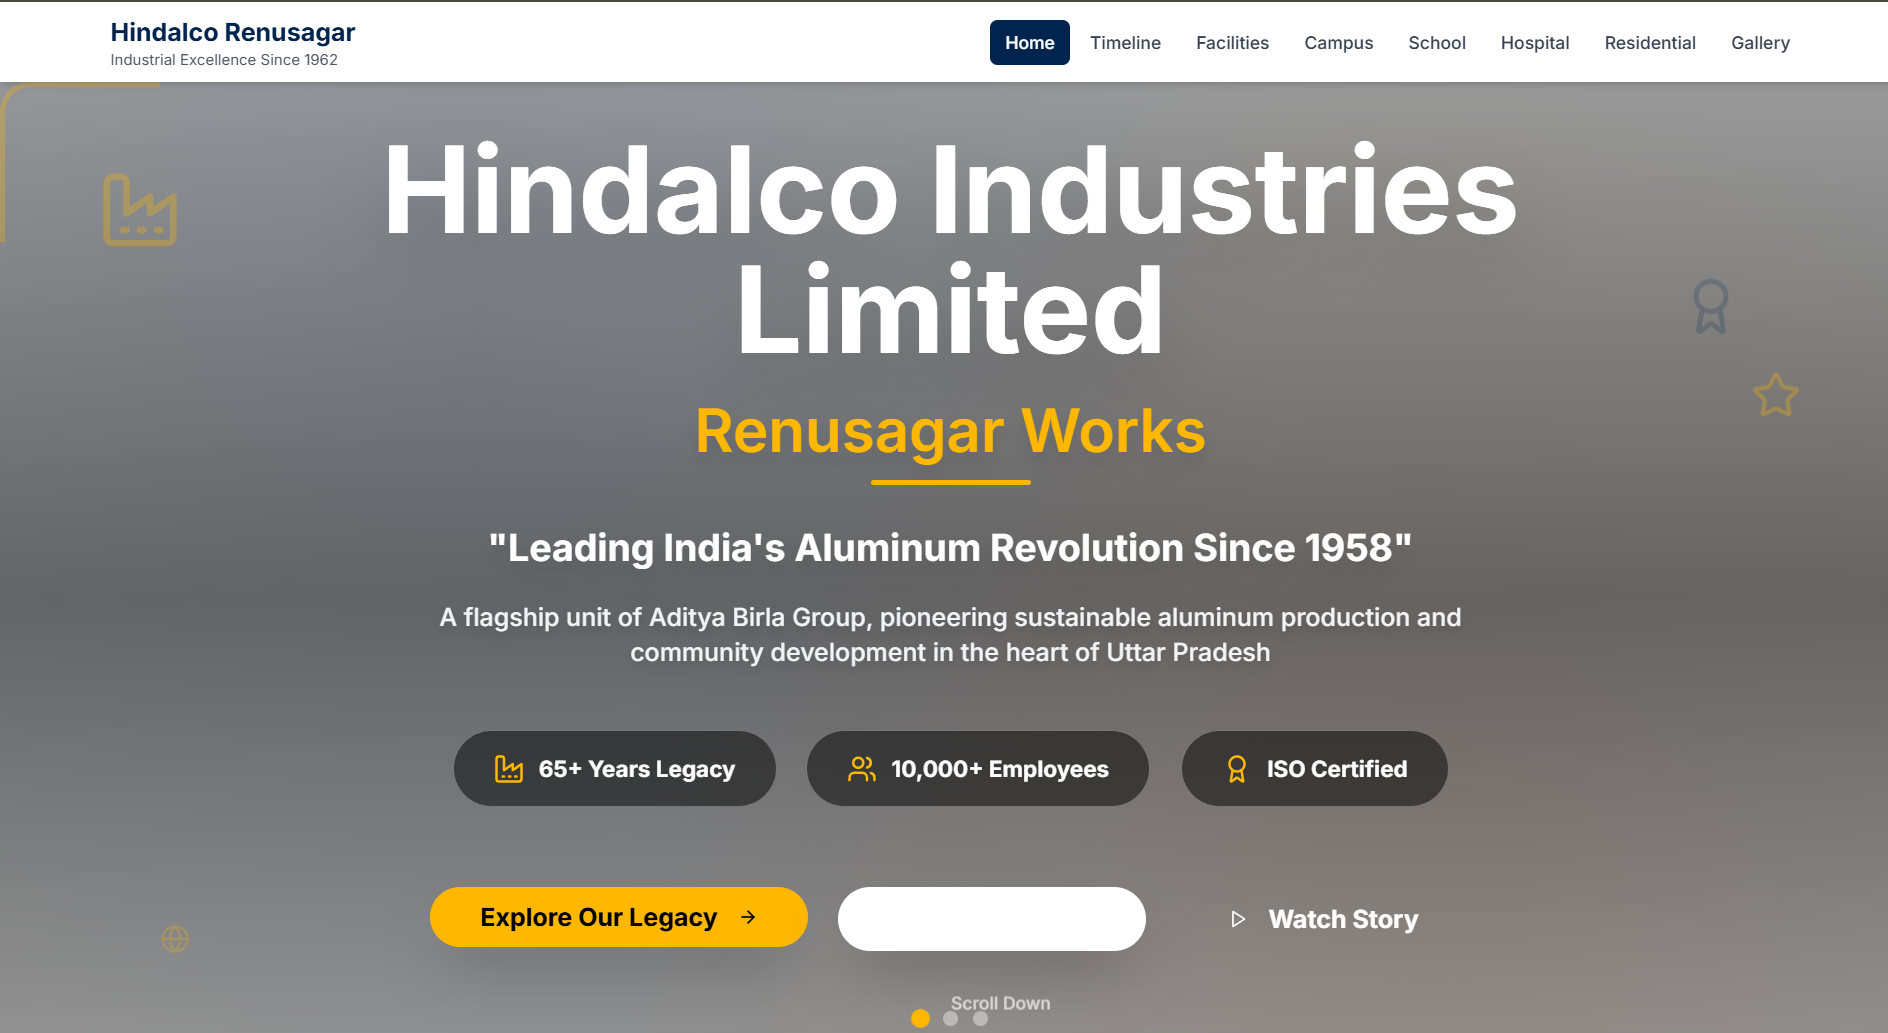 Hindalco Renusagar
Industrial Excellence Since 1962
Home
Timeline
Facilities
Campus
School
Hospital
Residential
Gallery
Hindalco Industries
Limited
Renusagar Works
"Leading India's Aluminum Revolution Since 1958"
A flagship unit of Aditya Birla Group, pioneering sustainable aluminum production and
community development in the heart of Uttar Pradesh
65+ Years Legacy
10,000+ Employees
ISO Certified
Explore Our Legacy
Watch Story
Scroll Down